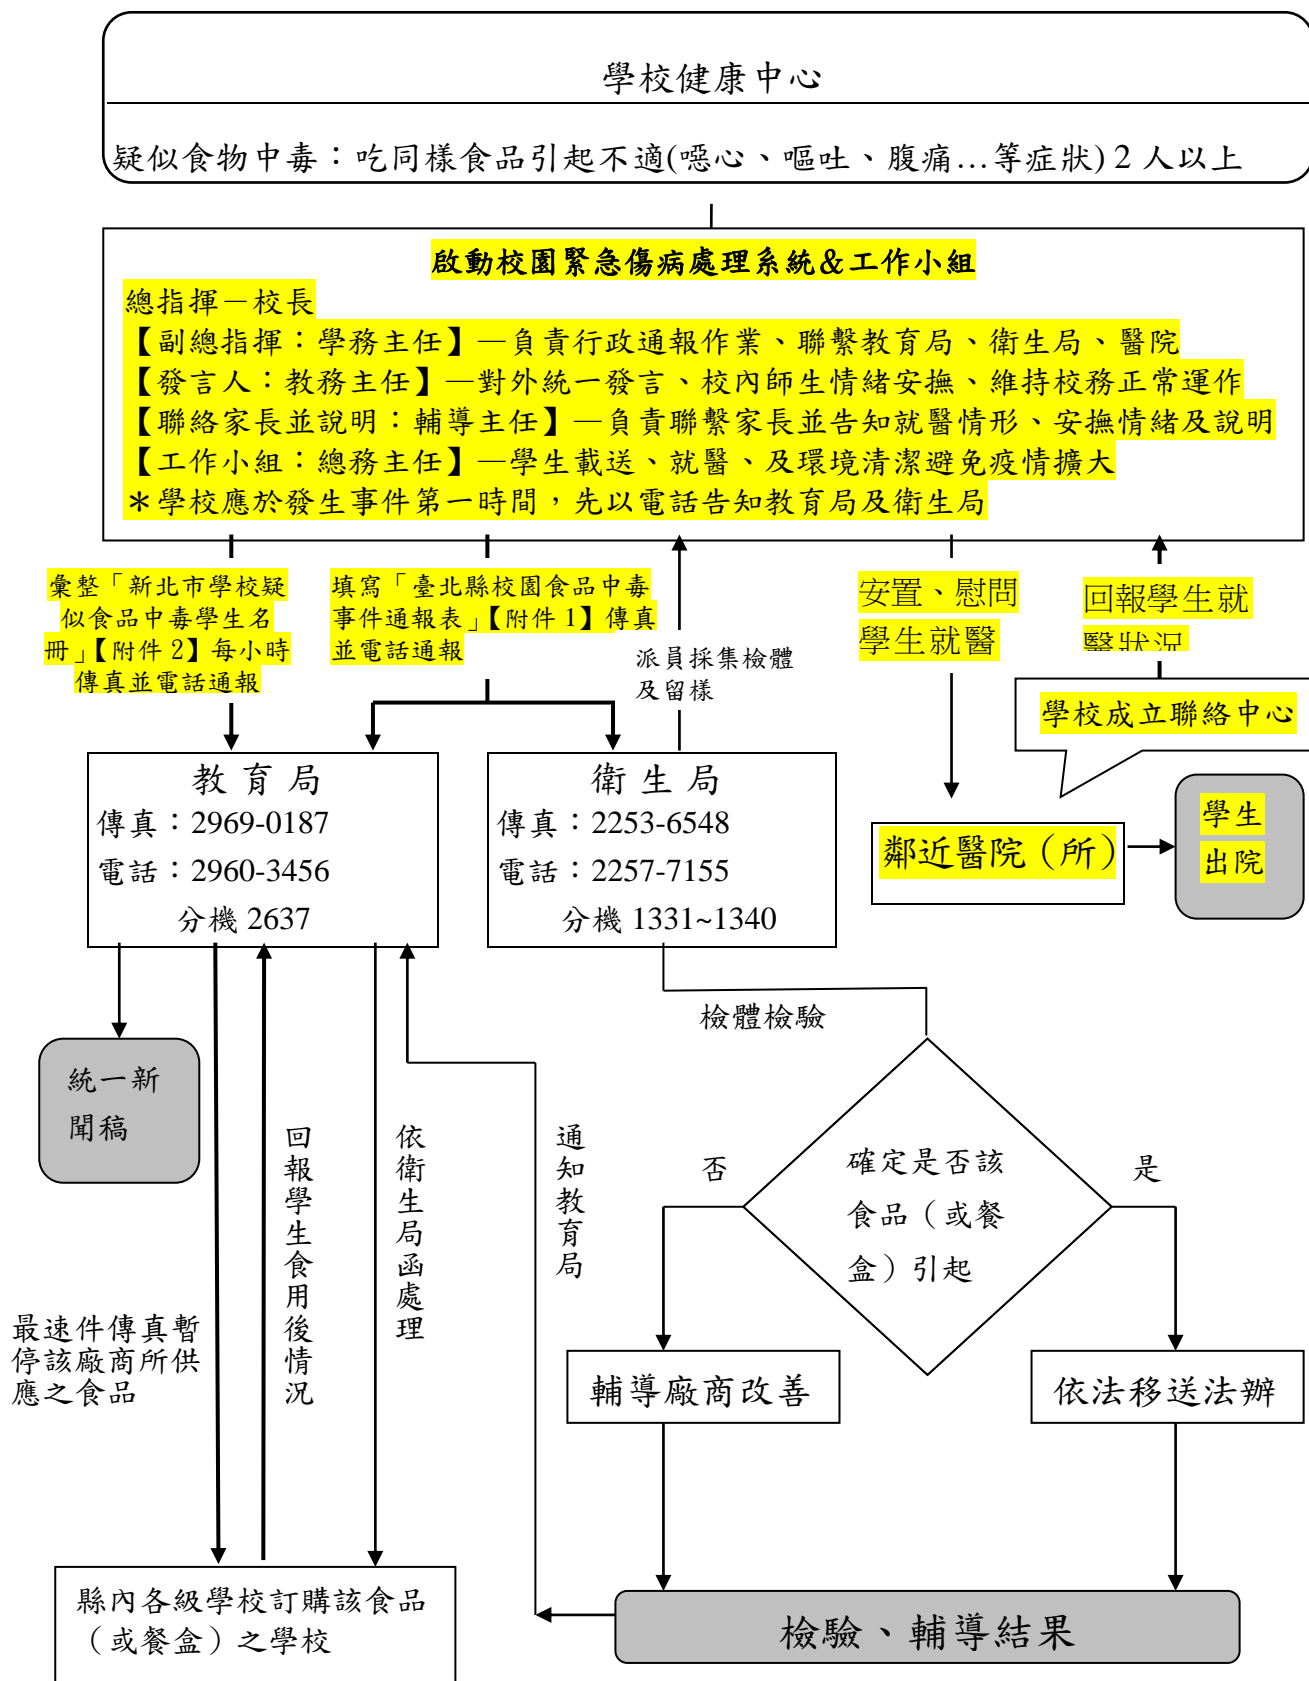 學校健康中心
疑似食物中毒：吃同樣食品引起不適(噁心、嘔吐、腹痛…等症狀) 2 人以上
啟動校園緊急傷病處理系統＆工作小組
總指揮－校長
【副總指揮：學務主任】—負責行政通報作業、聯繫教育局、衛生局、醫院
【發言人：教務主任】—對外統一發言、校內師生情緒安撫、維持校務正常運作
【聯絡家長並說明：輔導主任】—負責聯繫家長並告知就醫情形、安撫情緒及說明
【工作小組：總務主任】—學生載送、就醫、及環境清潔避免疫情擴大
＊學校應於發生事件第一時間，先以電話告知教育局及衛生局
彙整「新北市學校疑
似食品中毒學生名
冊」【附件 2】每小時
傳真並電話通報
填寫「臺北縣校園食品中毒
事件通報表」【附件 1】傳真
並電話通報
派員採集檢體
及留樣
安置、慰問
學生就醫
回報學生就
醫狀況
學校成立聯絡中心
教 育 局
傳真：2969-0187
電話：2960-3456
分機 2637
衛 生 局
傳真：2253-6548
電話：2257-7155
分機 1331~1340
鄰近醫院（所）
學生
出院
檢體檢驗
統一新
聞稿
回報學生食用後情況
依衛生局函處理
通知教育局
否
確定是否該
食品（或餐
盒）引起
是
最速件傳真暫
停該廠商所供
應之食品
輔導廠商改善
依法移送法辦
縣內各級學校訂購該食品
（或餐盒）之學校
檢驗、輔導結果